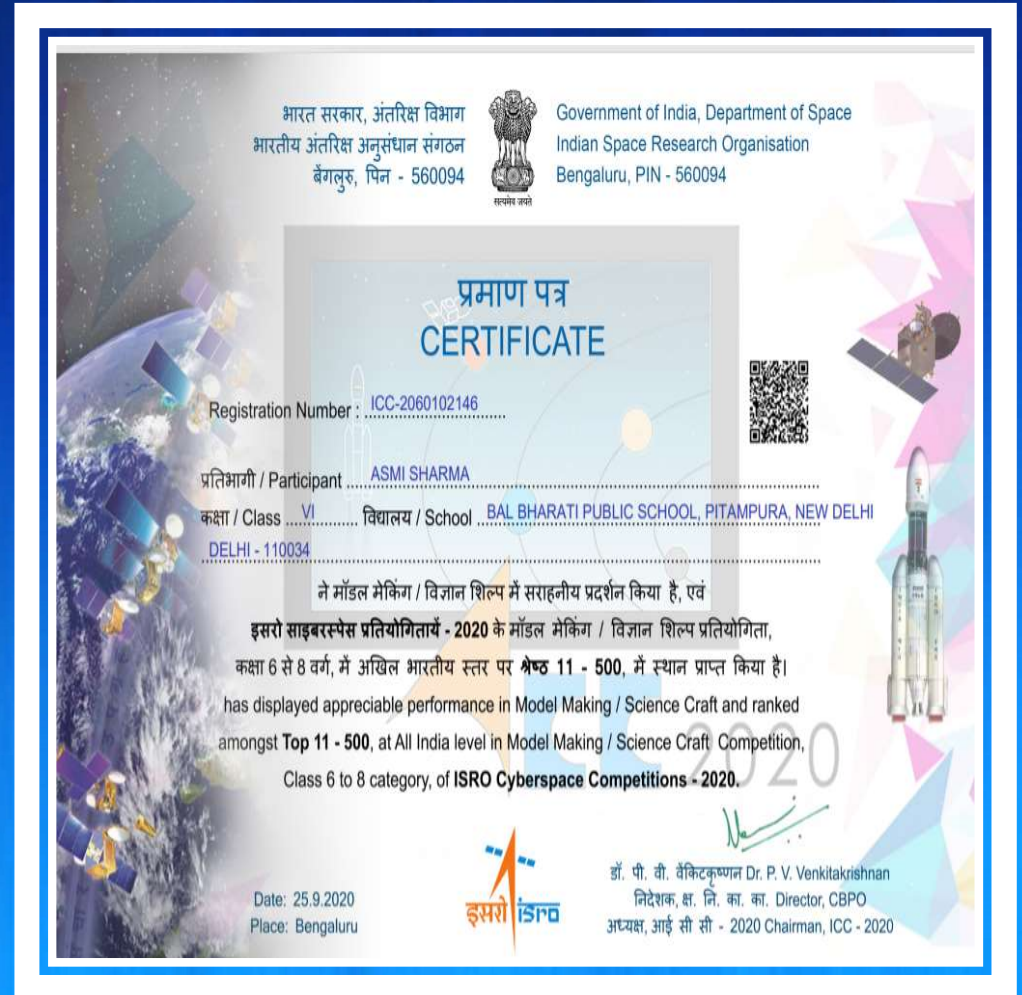 भारत सरकार, अंतरिक्ष विभाग
भारतीय अंतरिक्ष अनुसंधान संगठन
बेंगलुरु, पिन - 560094
सत्यमेव जयते
Government of India, Department of Space
Indian Space Research Organisation
Bengaluru, PIN - 560094
प्रमाण पत्र
CERTIFICATE
Registration Number : ICC-2060102146
प्रतिभागी / Participant ASMI SHARMA
कक्षा / Class VI विद्यालय / School BAL BHARATI PUBLIC SCHOOL, PITAMPURA, NEW DELHI
DELHI - 110034
ने मॉडल मेकिंग / विज्ञान शिल्प में सराहनीय प्रदर्शन किया है, एवं
इसरो साइबरस्पेस प्रतियोगितायें - 2020 के मॉडल मेकिंग / विज्ञान शिल्प प्रतियोगिता,
कक्षा 6 से 8 वर्ग, में अखिल भारतीय स्तर पर श्रेष्ठ 11 - 500, में स्थान प्राप्त किया है|
has displayed appreciable performance in Model Making / Science Craft and ranked
amongst Top 11 - 500, at All India level in Model Making / Science Craft Competition,
Class 6 to 8 category, of ISRO Cyberspace Competitions - 2020.
ICC
2020
Date: 25.9.2020
Place: Bengaluru
इसरो isro
डॉ. पी. वी. वेंकिटकृष्णन Dr. P. V. Venkitakrishnan
निदेशक, क्ष. नि. का. का. Director, CBPO
अध्यक्ष, आई सी सी - 2020 Chairman, ICC - 2020